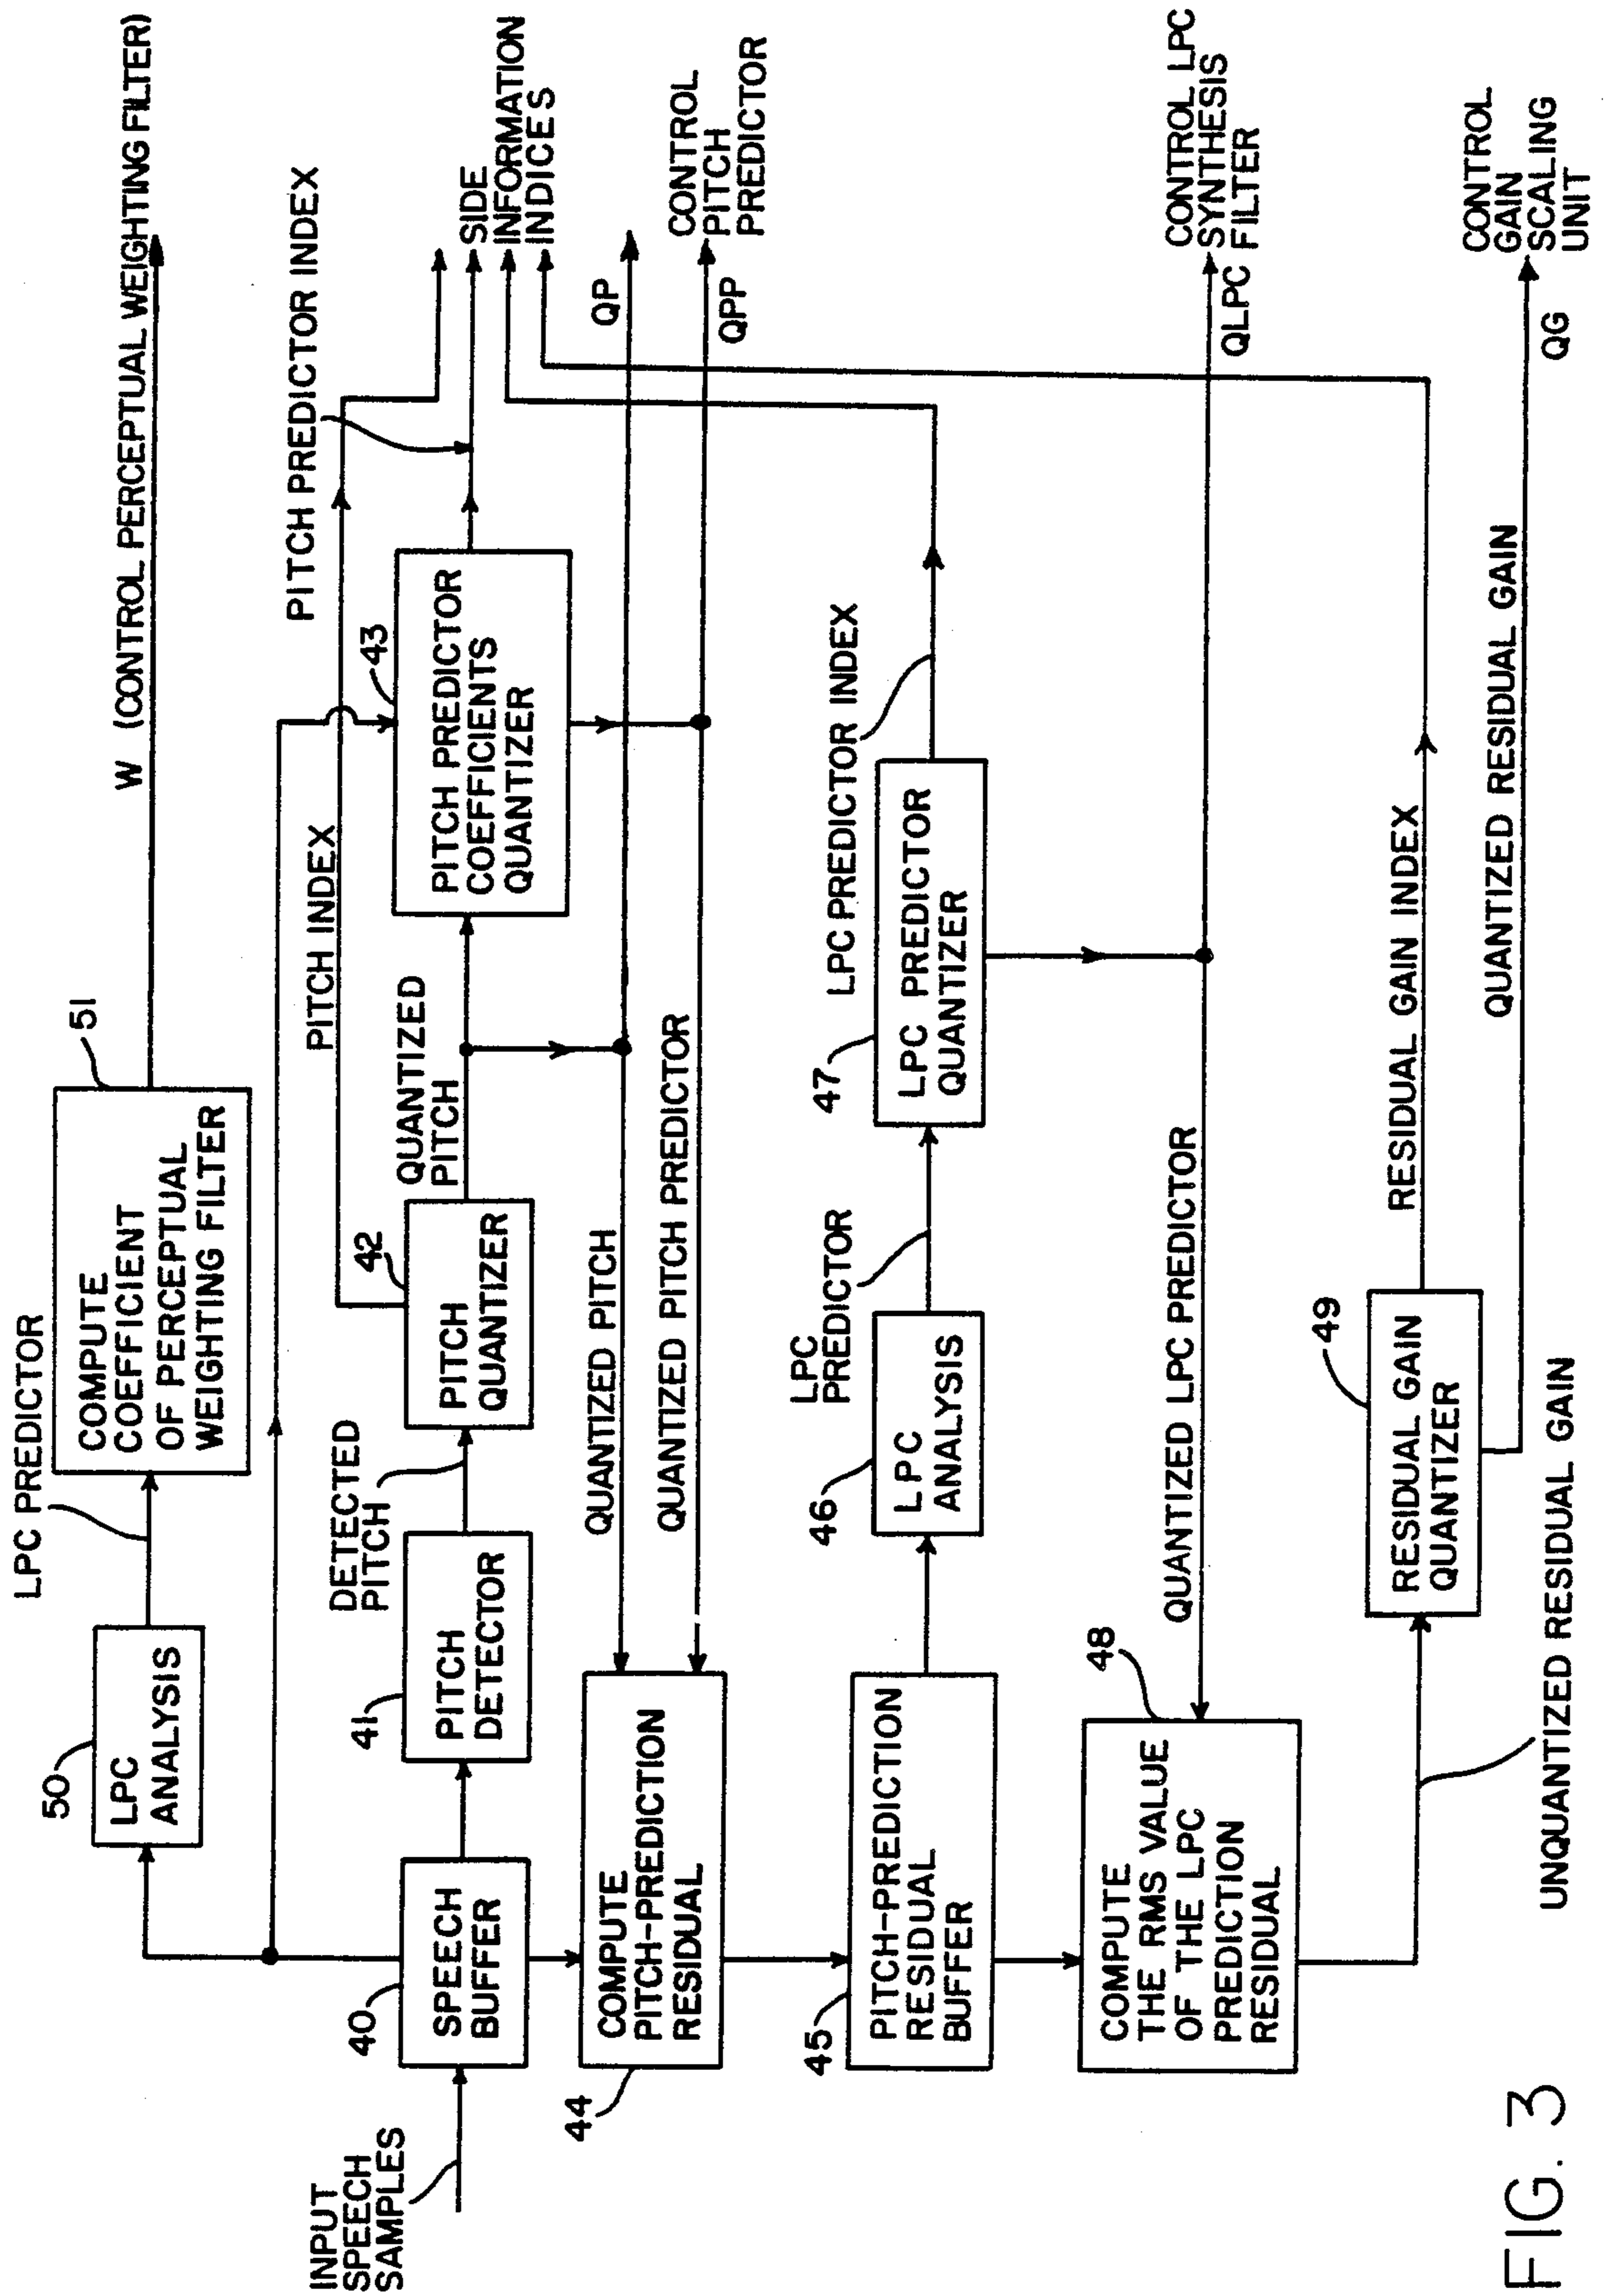 LPC PREDICTOR
50
LPC
ANALYSIS
51
COMPUTE
COEFFICIENT
OF PERCEPTUAL
WEIGHTING FILTER
W (CONTROL PERCEPTUAL WEIGHTING FILTER)
INPUT
SPEECH
SAMPLES
40
SPEECH
BUFFER
41
PITCH
DETECTOR
DETECTED
PITCH
42
PITCH
QUANTIZER
PITCH INDEX
QUANTIZED
PITCH
43
PITCH PREDICTOR
COEFFICIENTS
QUANTIZER
PITCH PREDICTOR INDEX
SIDE
INFORMATION
INDICES
44
COMPUTE
PITCH-PREDICTION
RESIDUAL
QUANTIZED PITCH
QP
QUANTIZED PITCH PREDICTOR
QPP
CONTROL
PITCH
PREDICTOR
45
PITCH-PREDICTION
RESIDUAL
BUFFER
46
LPC
ANALYSIS
LPC
PREDICTOR
47
LPC PREDICTOR
QUANTIZER
LPC PREDICTOR INDEX
48
COMPUTE
THE RMS VALUE
OF THE LPC
PREDICTION
RESIDUAL
QUANTIZED LPC PREDICTOR
QLPC
CONTROL LPC
SYNTHESIS
FILTER
49
RESIDUAL GAIN
QUANTIZER
RESIDUAL GAIN INDEX
QUANTIZED RESIDUAL GAIN
QG
CONTROL
GAIN
SCALING
UNIT
UNQUANTIZED RESIDUAL GAIN
FIG. 3